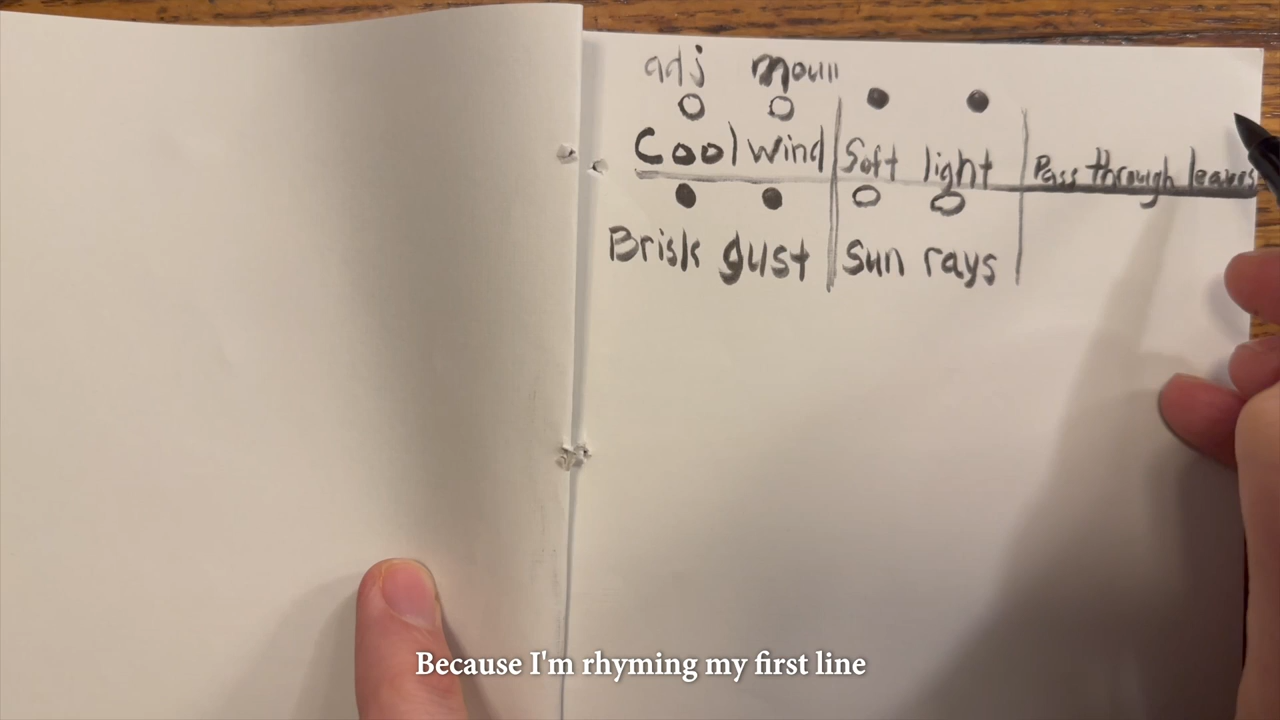 adj noun
Cool wind Soft light Pass through leaves
Brisk gust Sun rays
Because I'm rhyming my first line